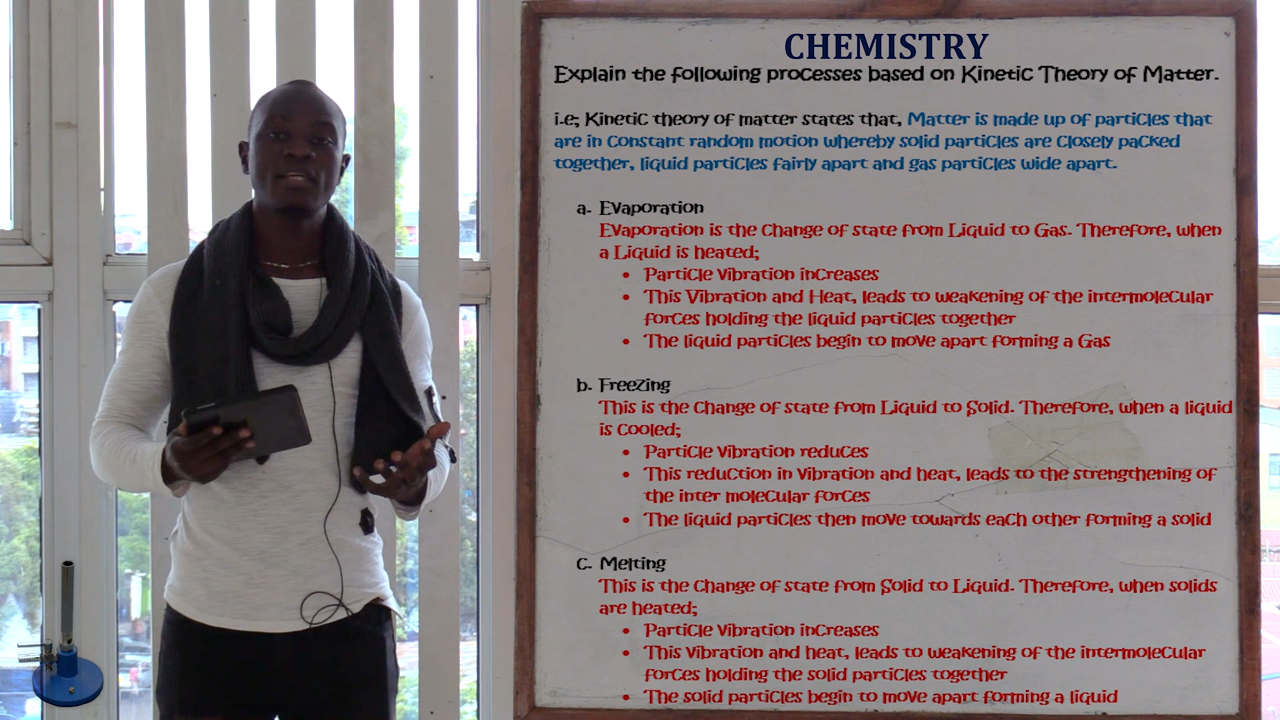 CHEMISTRY
Explain the following processes based on Kinetic Theory of Matter.
i.e; Kinetic theory of matter states that, Matter is made up of particles that
are in constant random motion whereby solid particles are closely packed
together, liquid particles fairly apart and gas particles wide apart.
a. Evaporation
Evaporation is the change of state from Liquid to Gas. Therefore, when
a Liquid is heated;
• Particle vibration increases
• This Vibration and Heat, leads to weakening of the intermolecular
forces holding the liquid particles together
• The liquid particles begin to move apart forming a Gas
b. Freezing
This is the change of state from Liquid to Solid. Therefore, when a liquid
is cooled;
• Particle vibration reduces
• This reduction in vibration and heat, leads to the strengthening of
the inter molecular forces
• The liquid particles then move towards each other forming a solid
c. Melting
This is the change of state from Solid to Liquid. Therefore, when solids
are heated;
• Particle vibration increases
• This vibration and heat, leads to weakening of the intermolecular
forces holding the solid particles together
• The solid particles begin to move apart forming a liquid